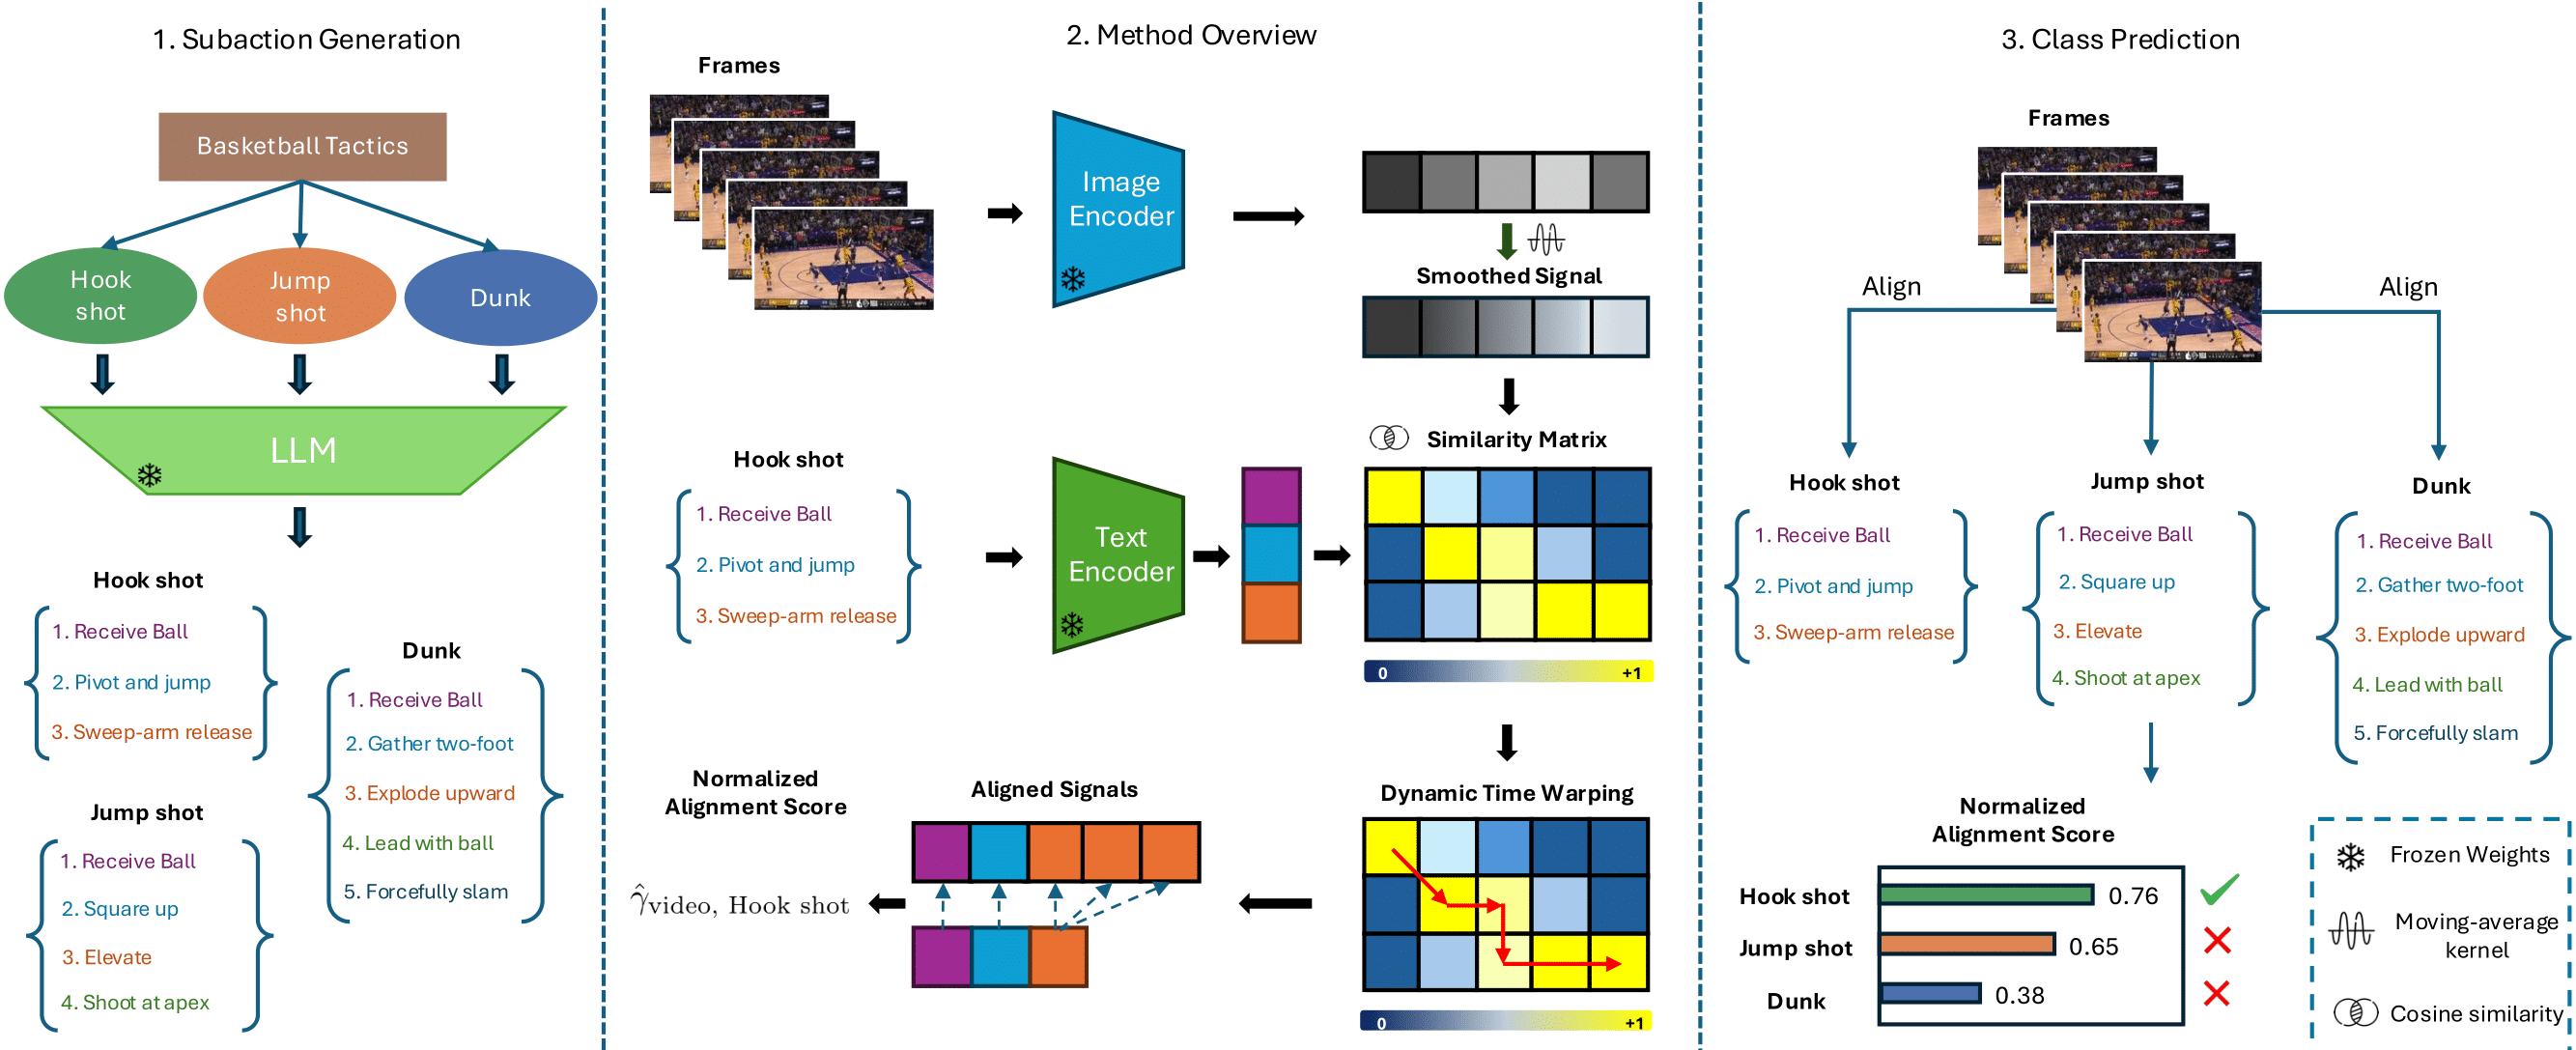 1. Subaction Generation
Basketball Tactics
Hook
shot
Jump
shot
Dunk
LLM
Hook shot
1. Receive Ball
2. Pivot and jump
3. Sweep-arm release
Jump shot
1. Receive Ball
2. Square up
3. Elevate
4. Shoot at apex
Dunk
1. Receive Ball
2. Gather two-foot
3. Explode upward
4. Lead with ball
5. Forcefully slam
2. Method Overview
Frames
Image
Encoder
Smoothed Signal
Hook shot
1. Receive Ball
2. Pivot and jump
3. Sweep-arm release
Text
Encoder
Similarity Matrix
0 +1
Dynamic Time Warping
0 +1
Aligned Signals
Normalized
Alignment Score
γ̂video, Hook shot
3. Class Prediction
Frames
Align
Align
Hook shot
1. Receive Ball
2. Pivot and jump
3. Sweep-arm release
Jump shot
1. Receive Ball
2. Square up
3. Elevate
4. Shoot at apex
Dunk
1. Receive Ball
2. Gather two-foot
3. Explode upward
4. Lead with ball
5. Forcefully slam
Normalized
Alignment Score
Hook shot 0.76
Jump shot 0.65
Dunk 0.38
Frozen Weights
Moving-average
kernel
Cosine similarity